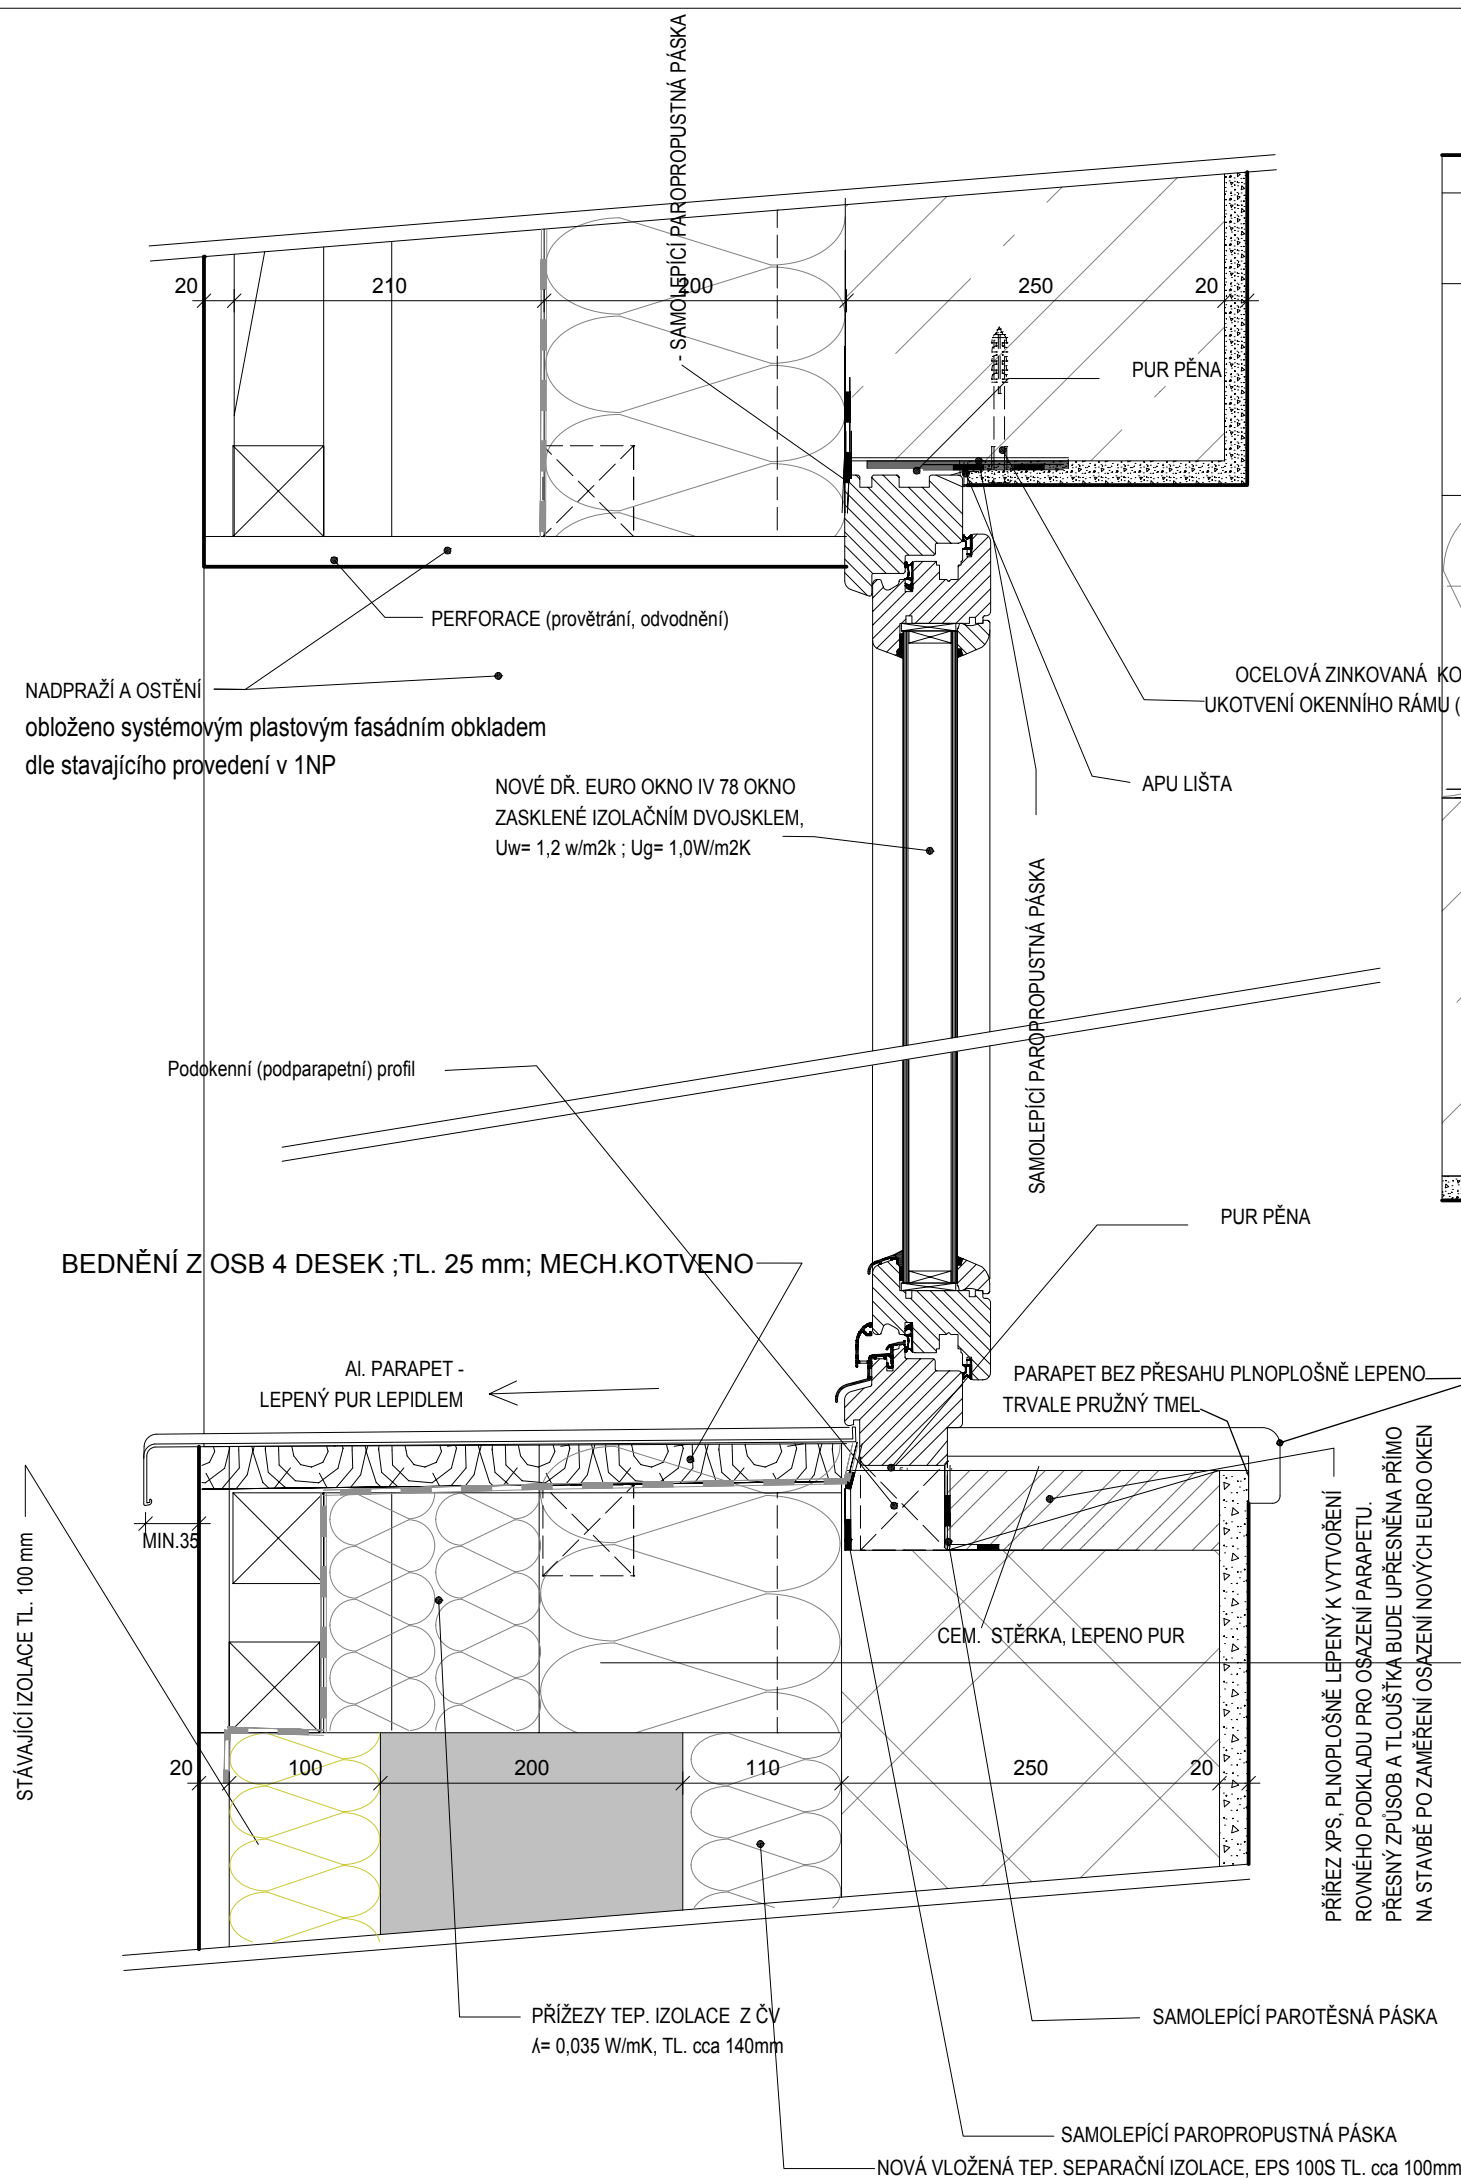 - SAMOLEPÍCÍ PAROPROPUSTNÁ PÁSKA
20
210
200
250
20
PUR PĚNA
PERFORACE (provětrání, odvodnění)
NADPRAŽÍ A OSTĚNÍ
obloženo systémovým plastovým fasádním obkladem
dle stavajícího provedení v 1NP
OCELOVÁ ZINKOVANÁ KO
UKOTVENÍ OKENNÍHO RÁMU (
APU LIŠTA
NOVÉ DŘ. EURO OKNO IV 78 OKNO
ZASKLENÉ IZOLAČNÍM DVOJSKLEM,
Uw= 1,2 w/m2k ; Ug= 1,0W/m2K
SAMOLEPÍCÍ PAROPROPUSTNÁ PÁSKA
Podokenní (podparapetní) profil
PUR PĚNA
BEDNĚNÍ Z OSB 4 DESEK ;TL. 25 mm; MECH.KOTVENO
Al. PARAPET -
LEPENÝ PUR LEPIDLEM
PARAPET BEZ PŘESAHU PLNOPLOŠNĚ LEPENO
TRVALE PRUŽNÝ TMEL
MIN.35
STÁVAJÍCÍ IZOLACE TL. 100 mm
CEM. STĚRKA, LEPENO PUR
PŘÍŘEZ XPS, PLNOPLOŠNĚ LEPENÝ K VYTVOŘENÍ
ROVNÉHO PODKLADU PRO OSAZENÍ PARAPETU.
PŘESNÝ ZPŮSOB A TLOUŠŤKA BUDE UPŘESNĚNA PŘÍMO
NA STAVBĚ PO ZAMĚŘENÍ OSAZENÍ NOVÝCH EURO OKEN
20
100
200
110
250
20
PŘÍŽEZY TEP. IZOLACE Z ČV
ʎ= 0,035 W/mK, TL. cca 140mm
SAMOLEPÍCÍ PAROTĚSNÁ PÁSKA
SAMOLEPÍCÍ PAROPROPUSTNÁ PÁSKA
NOVÁ VLOŽENÁ TEP. SEPARAČNÍ IZOLACE, EPS 100S TL. cca 100mm